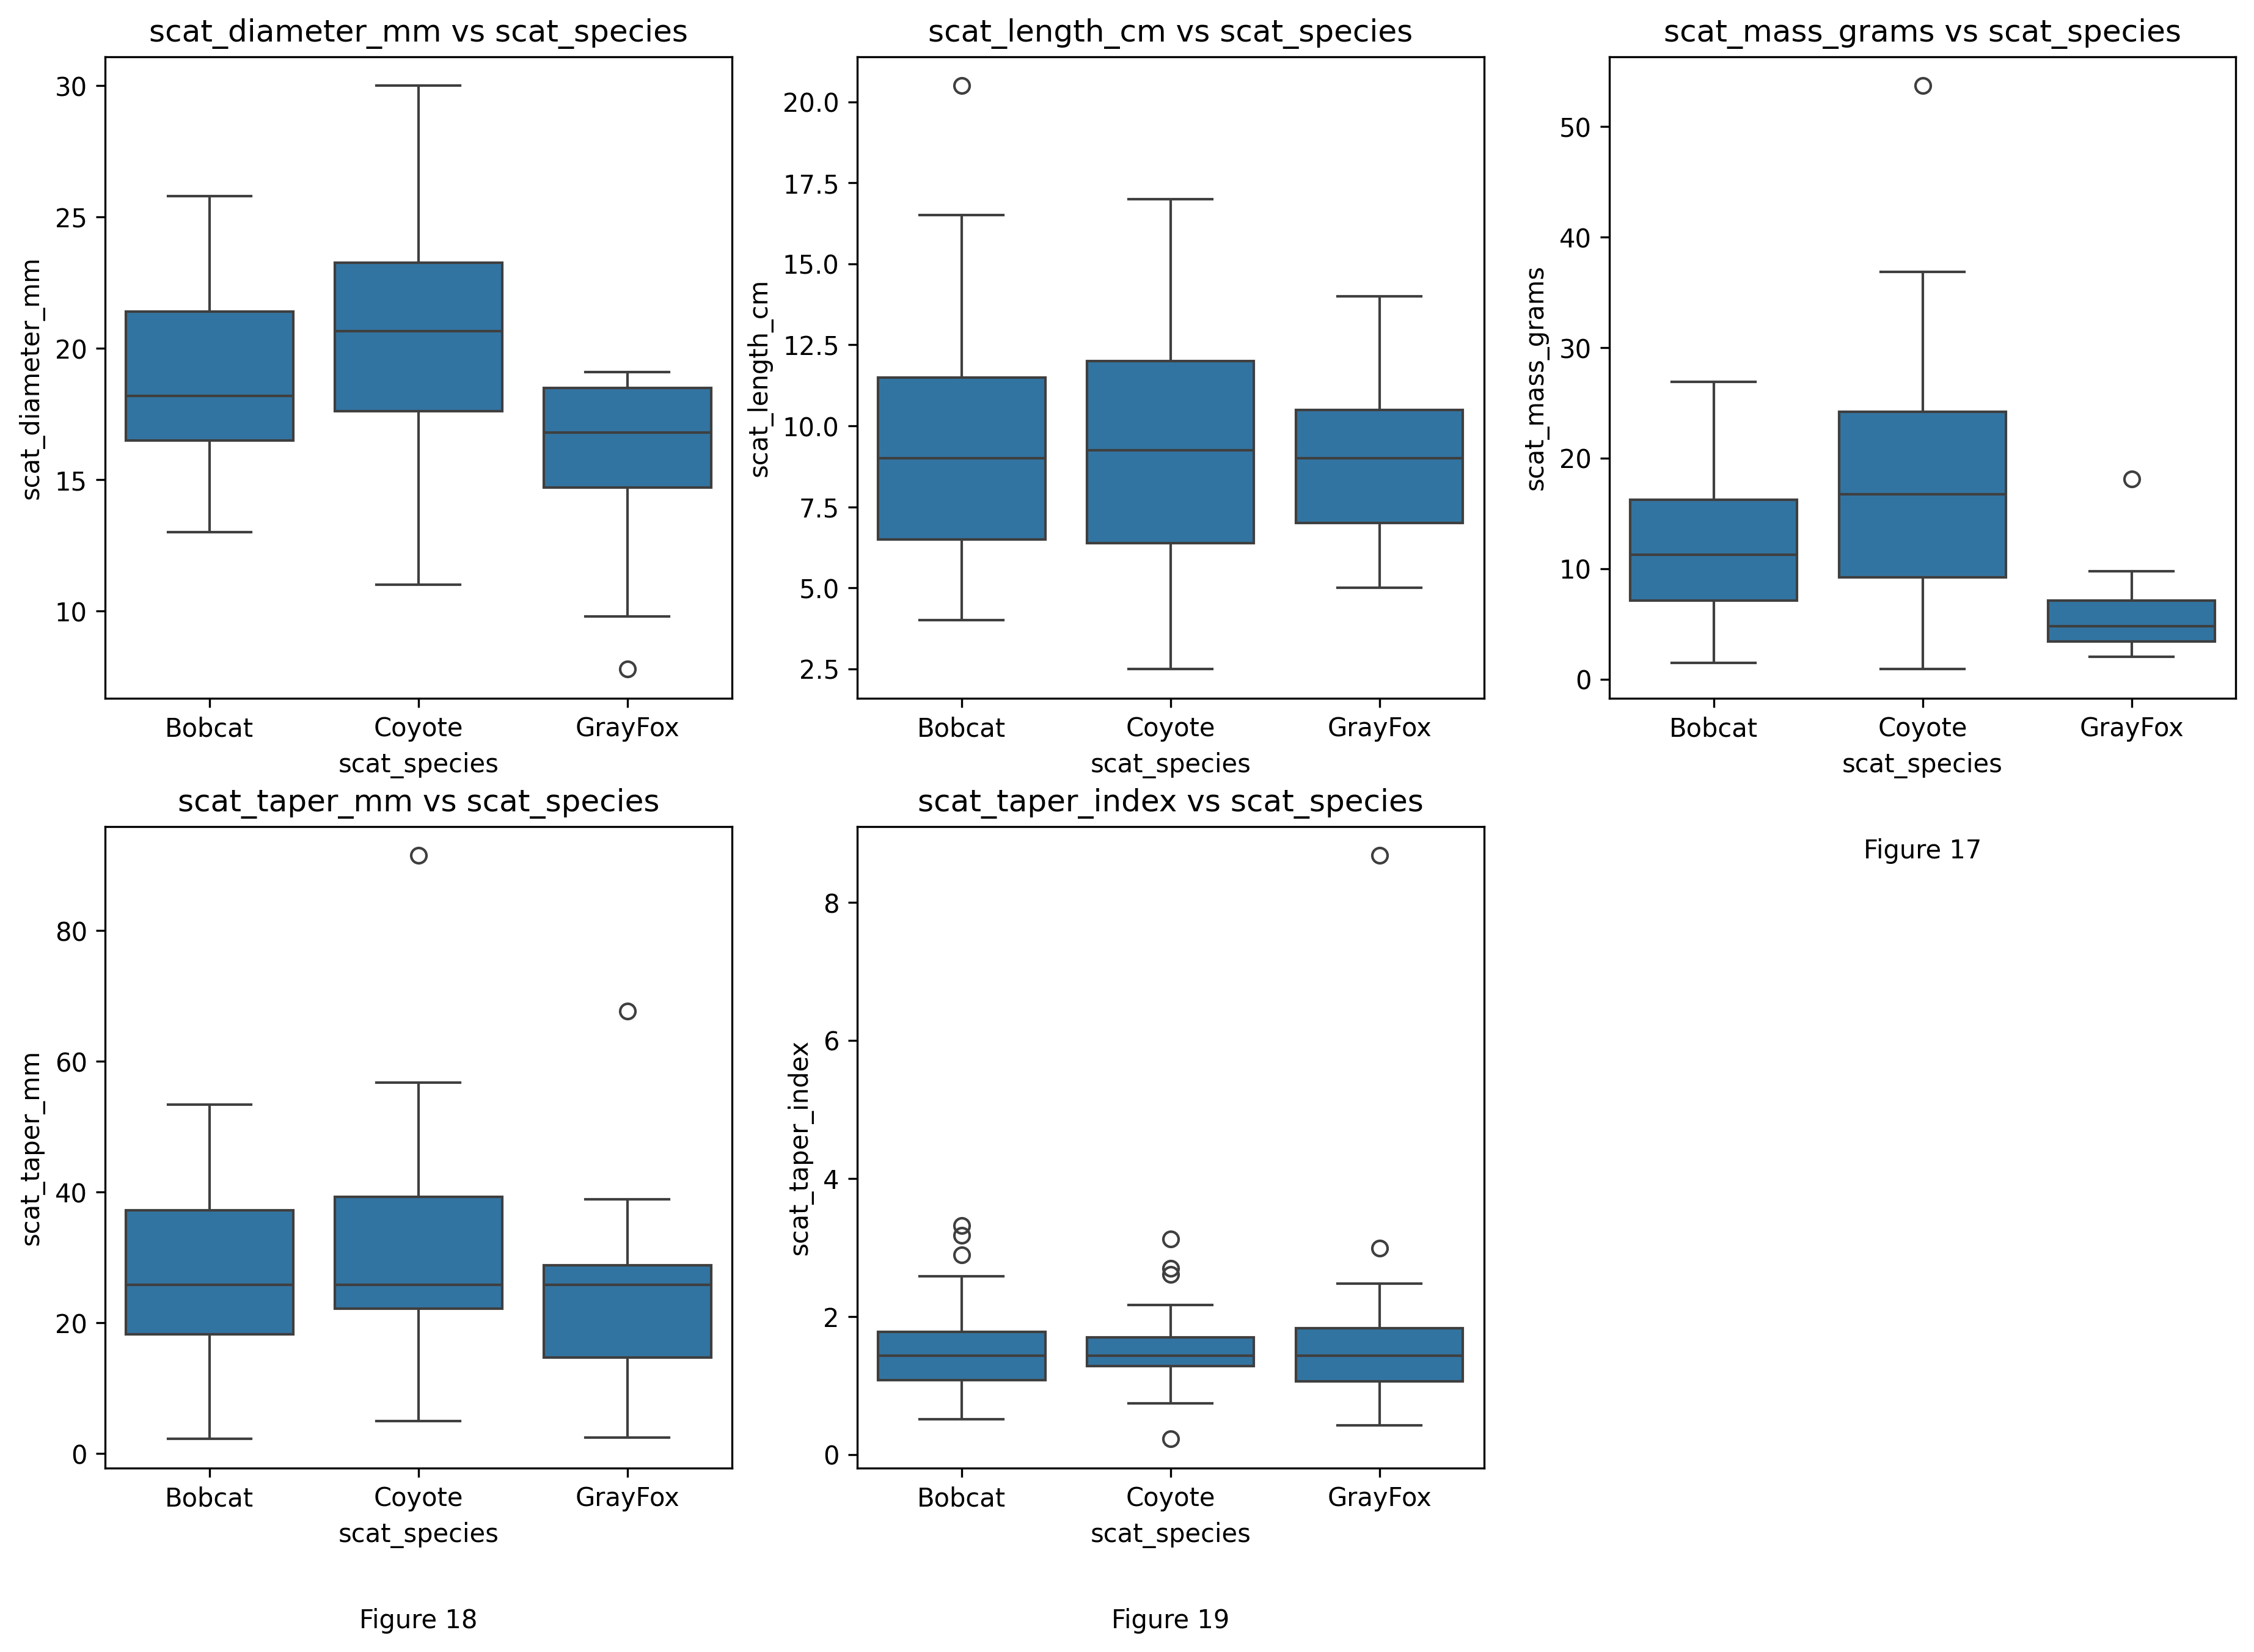 scat_diameter_mm vs scat_species
scat_diameter_mm
30
25
20
15
10
Bobcat
Coyote
GrayFox
scat_species
scat_length_cm vs scat_species
scat_length_cm
20.0
17.5
15.0
12.5
10.0
7.5
5.0
2.5
Bobcat
Coyote
GrayFox
scat_species
scat_mass_grams vs scat_species
scat_mass_grams
50
40
30
20
10
0
Bobcat
Coyote
GrayFox
scat_species
Figure 17
scat_taper_mm vs scat_species
scat_taper_mm
80
60
40
20
0
Bobcat
Coyote
GrayFox
scat_species
Figure 18
scat_taper_index vs scat_species
scat_taper_index
8
6
4
2
0
Bobcat
Coyote
GrayFox
scat_species
Figure 19